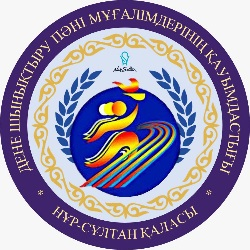 ДЕНЕ ШЫНЫҚТЫРУ ПӘНІ МҰҒАЛІМДЕРІНІҢ ҚАУЫМДАСТЫҒЫ
* НҰР-СҰЛТАН ҚАЛАСЫ *